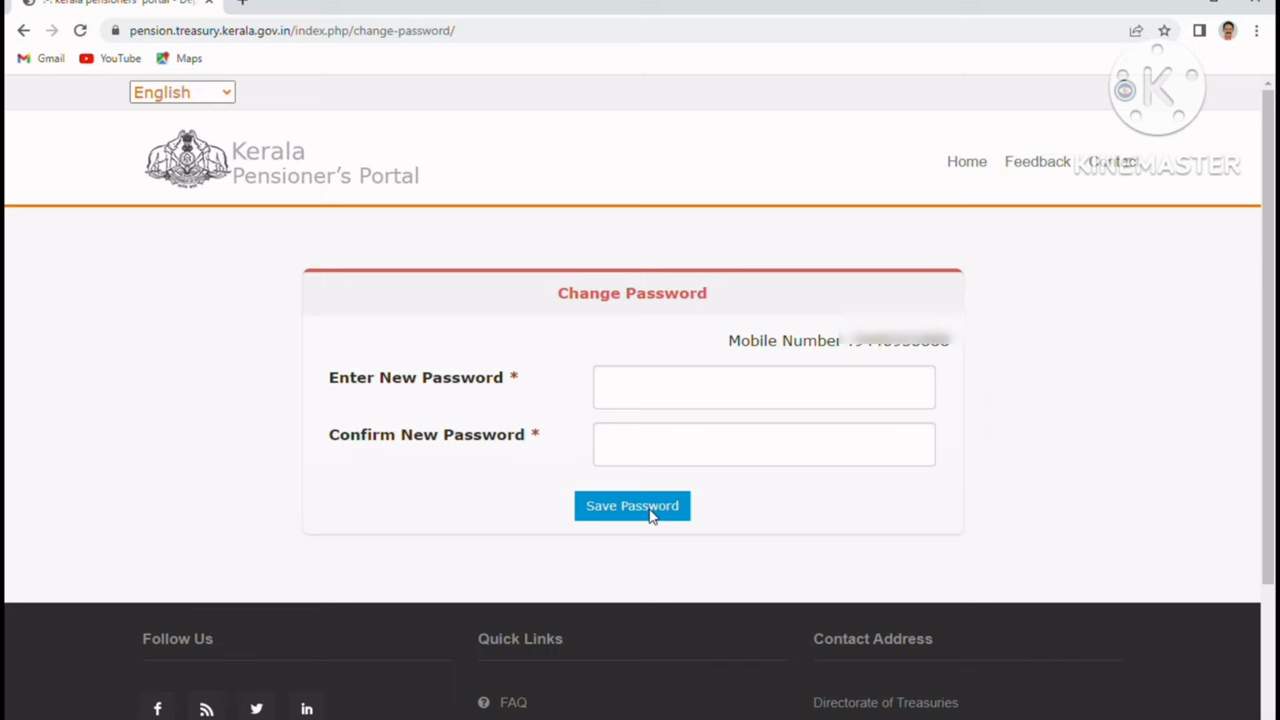 pension.treasury.kerala.gov.in/index.php/change-password/
Gmail YouTube Maps
English
Kerala
Pensioner's Portal
Home Feedback
K
KINEMASTER
Change Password
Mobile Number
Enter New Password *
Confirm New Password *
Save Password
Follow Us Quick Links Contact Address
FAQ Directorate of Treasuries